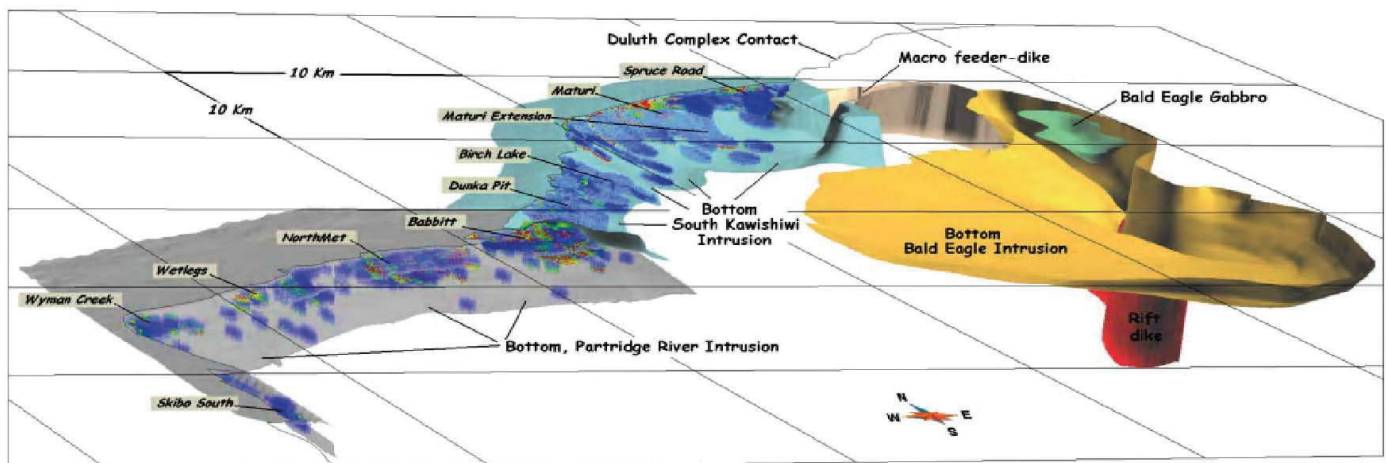 Duluth Complex Contact
Macro feeder-dike
Bald Eagle Gabbro
10 Km
10 Km
Spruce Road
Maturi
Maturi Extension
Birch Lake
Dunka Pit
Babbitt
NorthMet
Wetlegs
Wyman Creek
Skibo South
Bottom
South Kawishiwi
Intrusion
Bottom
Bald Eagle Intrusion
Rift
dike
Bottom, Partridge River Intrusion
N
W
E
S